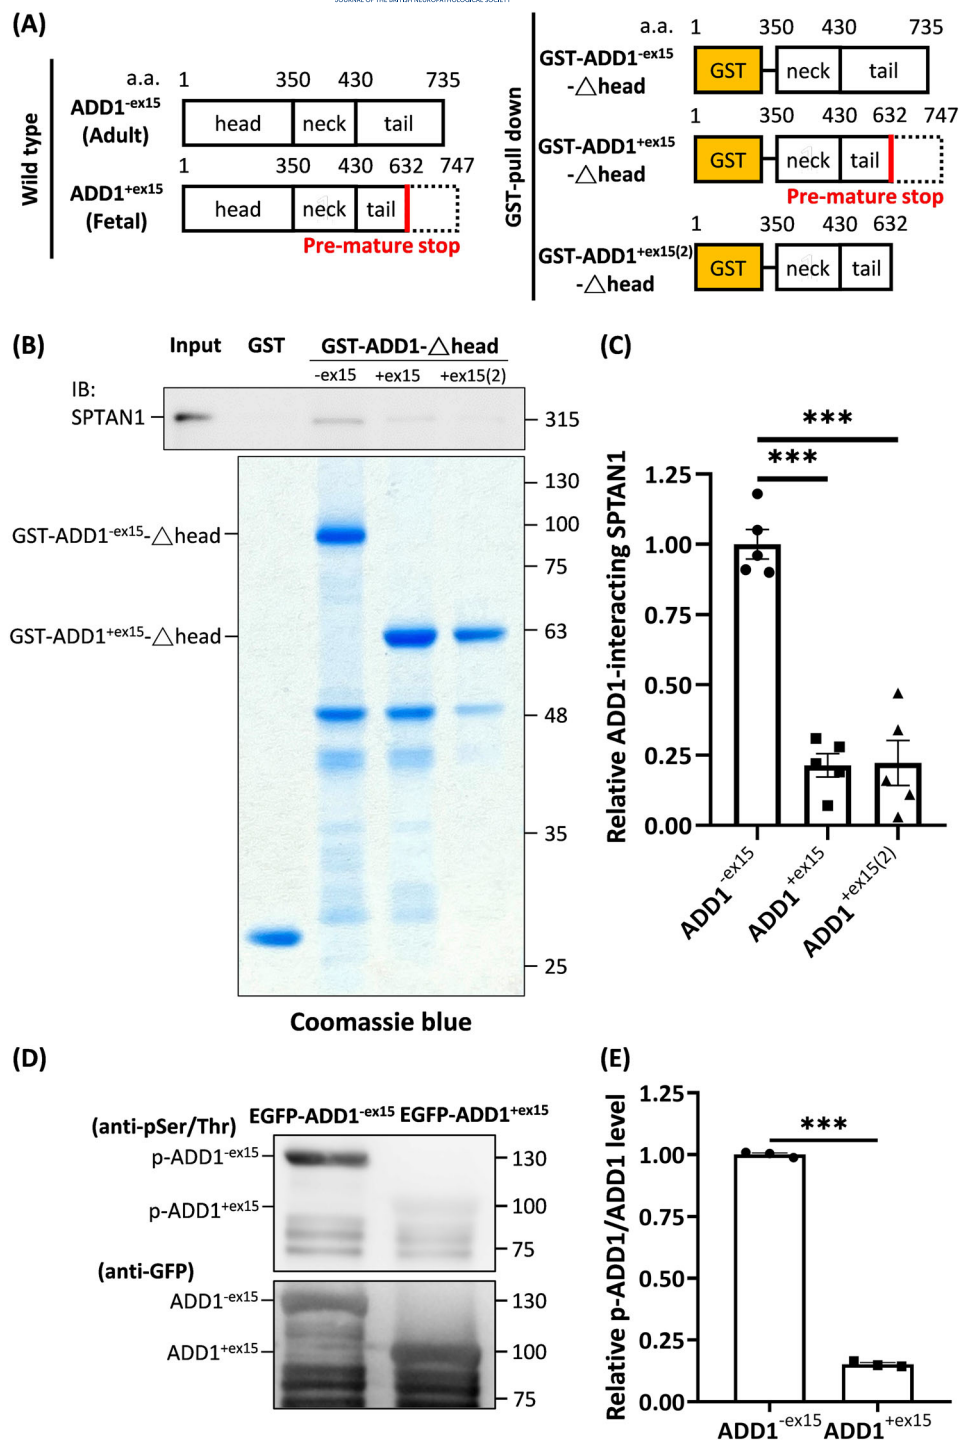 JOURNAL OF THE BRITISH NEUROPATHOLOGICAL SOCIETY
(A)
Wild type
a.a. 1 350 430 735
ADD1-ex15
(Adult)
head neck tail
1 350 430 632 747
ADD1+ex15
(Fetal)
head neck tail
Pre-mature stop
GST-pull down
a.a. 1 350 430 735
GST-ADD1-ex15
-△head
GST neck tail
1 350 430 632 747
GST-ADD1+ex15
-△head
GST neck tail
Pre-mature stop
1 350 430 632
GST-ADD1+ex15(2)
-△head
GST neck tail
(B)
Input GST GST-ADD1-△head
-ex15 +ex15 +ex15(2)
IB:
SPTAN1
315
130
100
GST-ADD1-ex15-△head
75
GST-ADD1+ex15-△head
63
48
35
25
Coomassie blue
(C)
***
***
Relative ADD1-interacting SPTAN1
1.25
1.00
0.75
0.50
0.25
0.00
ADD1-ex15
ADD1+ex15
ADD1+ex15(2)
(D)
EGFP-ADD1-ex15 EGFP-ADD1+ex15
(anti-pSer/Thr)
p-ADD1-ex15
130
p-ADD1+ex15
100
75
(anti-GFP)
ADD1-ex15
130
ADD1+ex15
100
75
(E)
***
Relative p-ADD1/ADD1 level
1.25
1.00
0.75
0.50
0.25
0.00
ADD1-ex15 ADD1+ex15